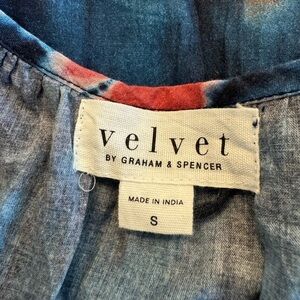 velvet
BY GRAHAM & SPENCER
MADE IN INDIA
S